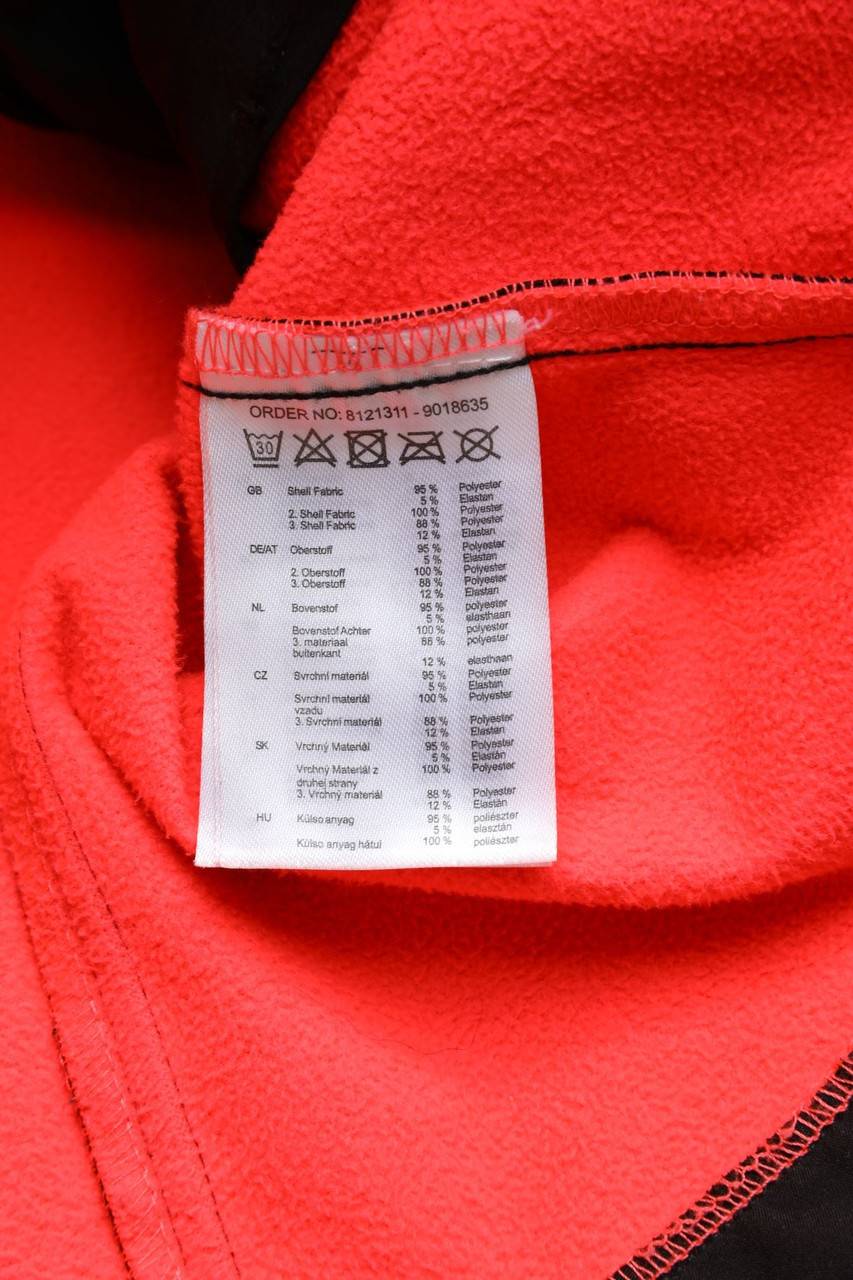 ORDER NO: 8121311 - 9018635
30
GB Shell Fabric 95 % Polyester
5 % Elastan
2. Shell Fabric 100 % Polyester
3. Shell Fabric 88 % Polyester
12 % Elastan
DE/AT Oberstoff 95 % Polyester
5 % Elastan
2. Oberstoff 100 % Polyester
3. Oberstoff 88 % Polyester
12 % Elastan
NL Bovenstof 95 % polyester
5 % elasthaan
Bovenstof Achter 100 % polyester
3. materiaal 88 % polyester
buitenkant
12 % elasthaan
CZ Svrchní materiál 95 % Polyester
5 % Elastan
Svrchní materiál 100 % Polyester
vzadu
3. Svrchní materiál 88 % Polyester
12 % Elastan
SK Vrchný Materiál 95 % Polyester
5 % Elastán
Vrchný Materiál z 100 % Polyester
druhej strany
3. Vrchný materiál 88 % Polyester
12 % Elastán
HU Külso anyag 95 % poliészter
5 % elasztán
Külso anyag hátul 100 % poliészter